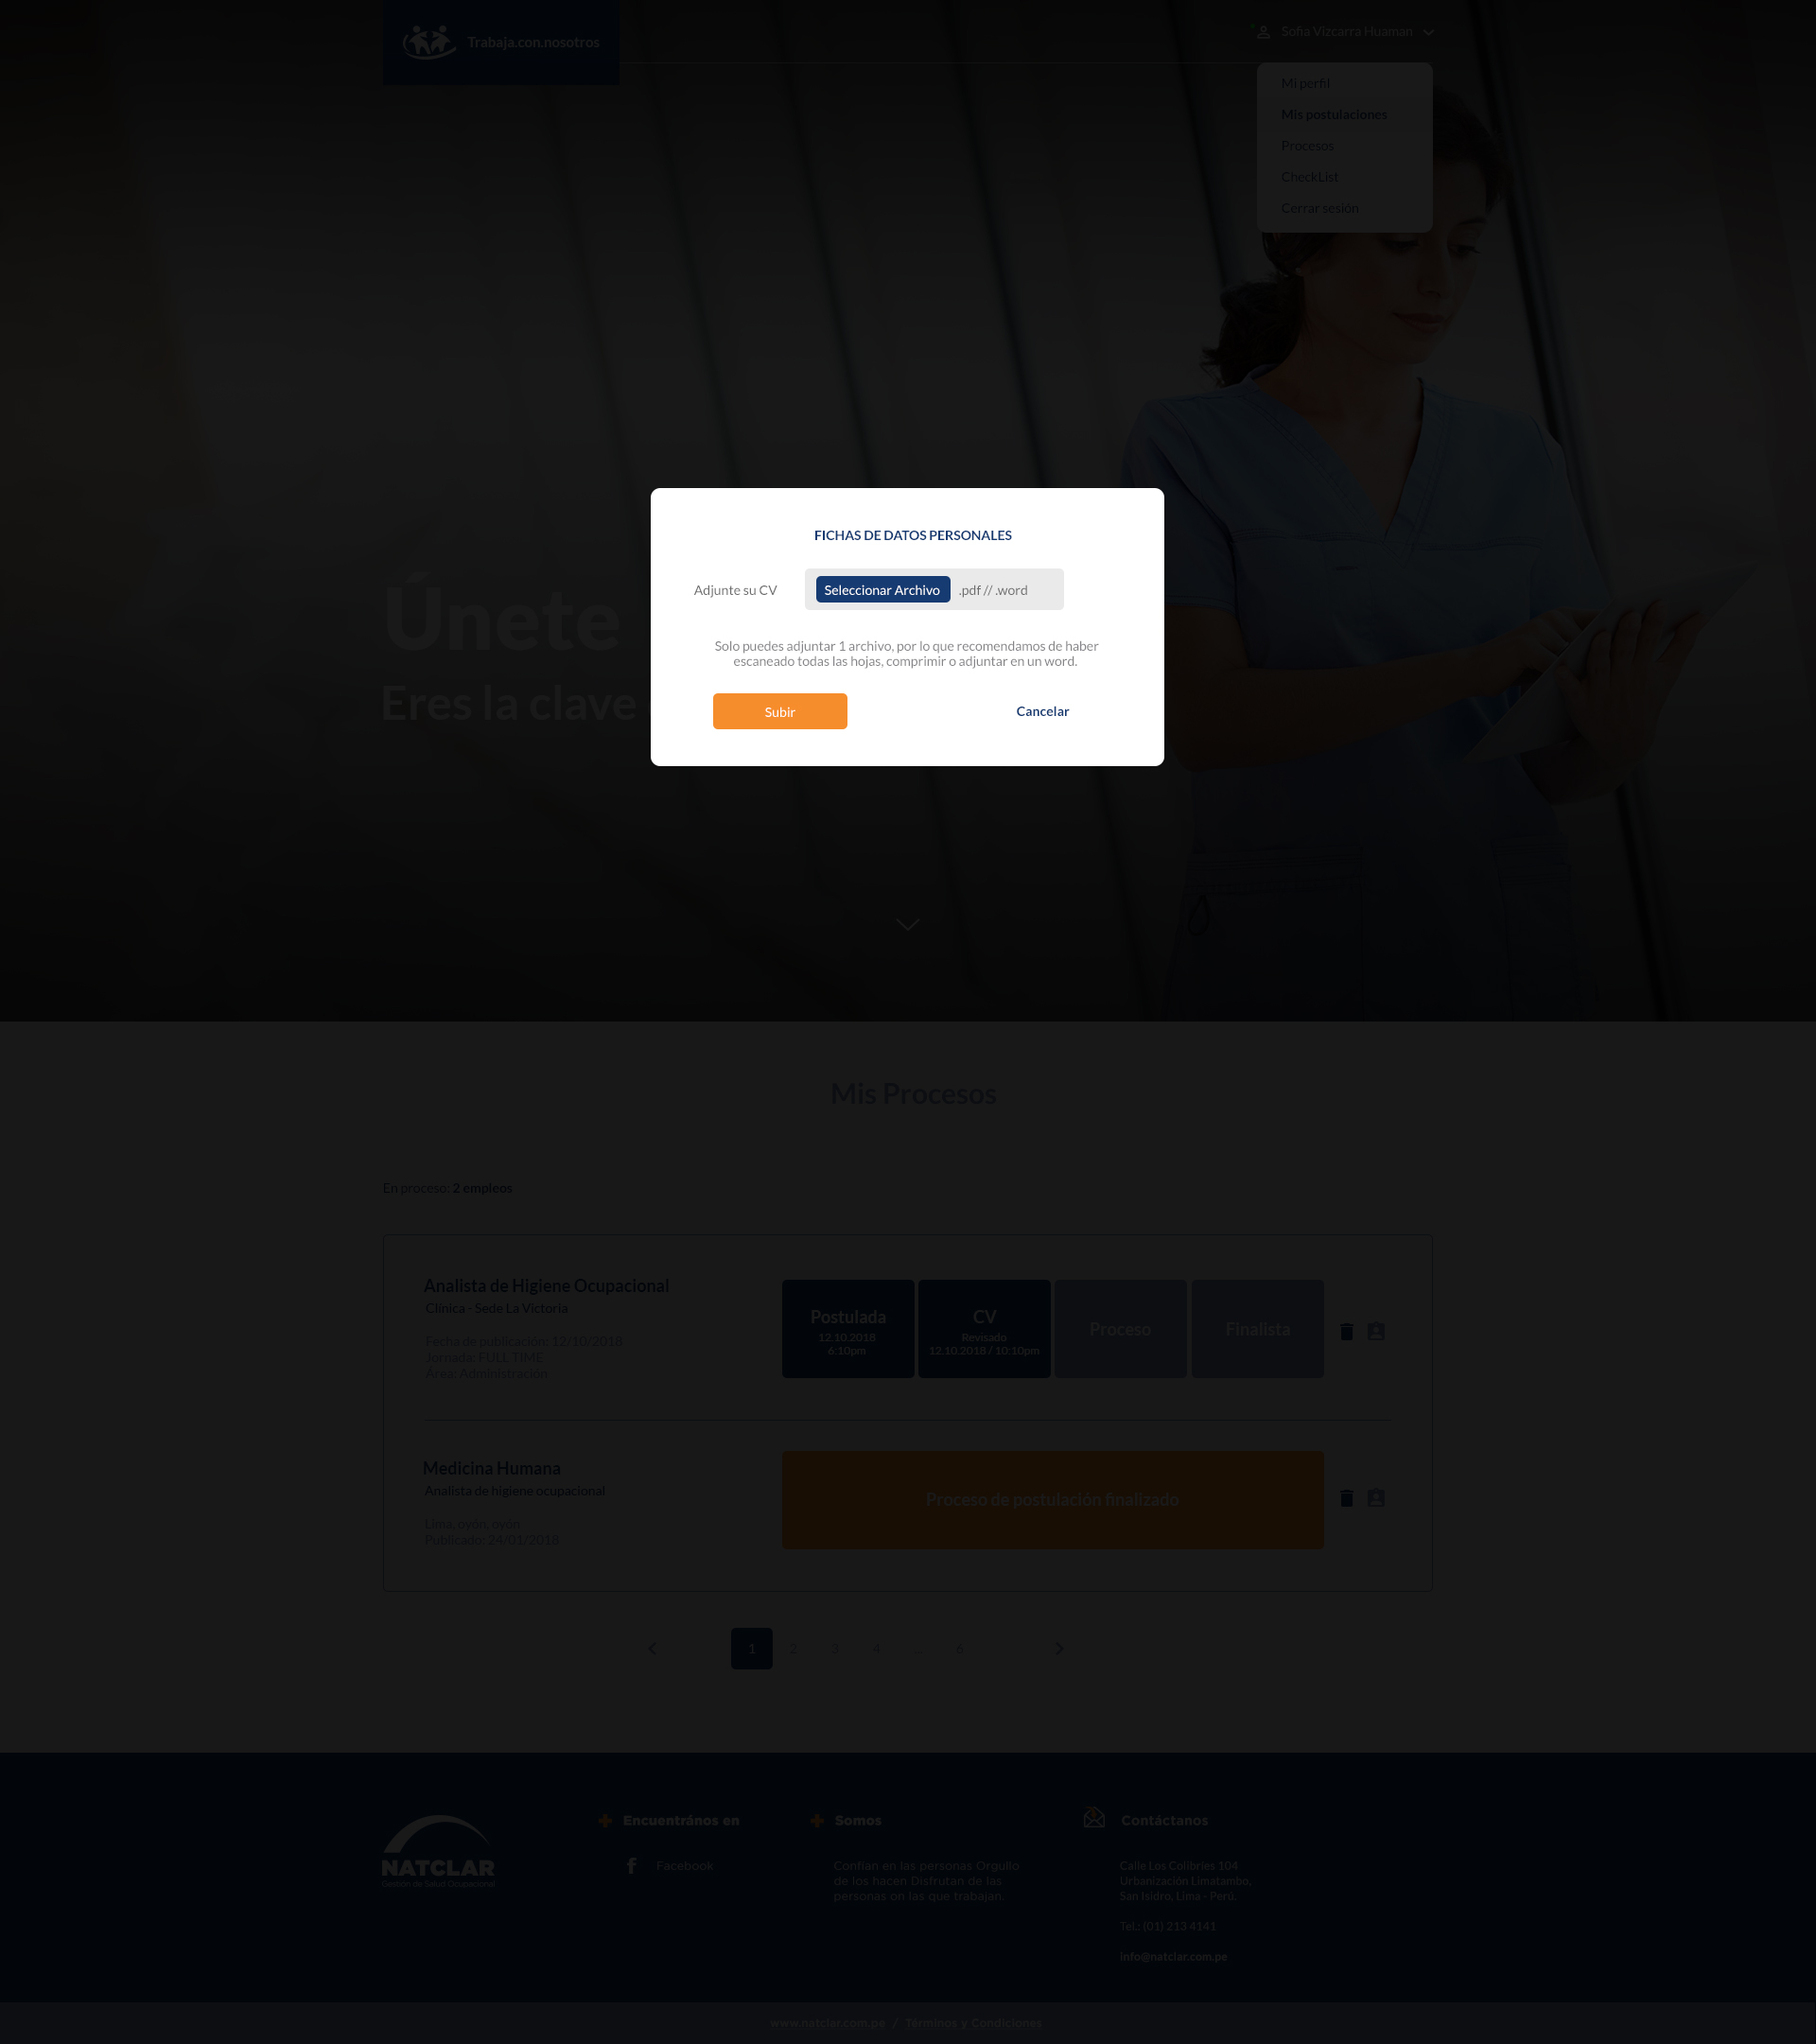 Trabaja.con.nosotros
Sofia Vizcarra Huaman
Mi perfil
Mis postulaciones
Procesos
CheckList
Cerrar sesión
Únete
Eres la clave
FICHAS DE DATOS PERSONALES
Adjunte su CV
Seleccionar Archivo
.pdf // .word
Solo puedes adjuntar 1 archivo, por lo que recomendamos de haber
escaneado todas las hojas, comprimir o adjuntar en un word.
Subir
Cancelar
Mis Procesos
En proceso: 2 empleos
Analista de Higiene Ocupacional
Clínica - Sede La Victoria
Fecha de publicación: 12/10/2018
Jornada: FULL TIME
Área: Administración
Postulada
12.10.2018
6:10pm
CV
Revisado
12.10.2018 / 10:10pm
Proceso
Finalista
Medicina Humana
Analista de higiene ocupacional
Lima, oyón, oyón
Publicado: 24/01/2018
Proceso de postulación finalizado
1 2 3 4 ... 6
NATCLAR
Gestión de Salud Ocupacional
Encuentrános en
Facebook
Somos
Confían en las personas Orgullo
de los hacen Disfrutan de las
personas on las que trabajan.
Contáctanos
Calle Los Colibríes 104
Urbanización Limatambo,
San Isidro, Lima - Perú.
Tel.: (01) 213 4141
info@natclar.com.pe
www.natclar.com.pe / Términos y Condiciones